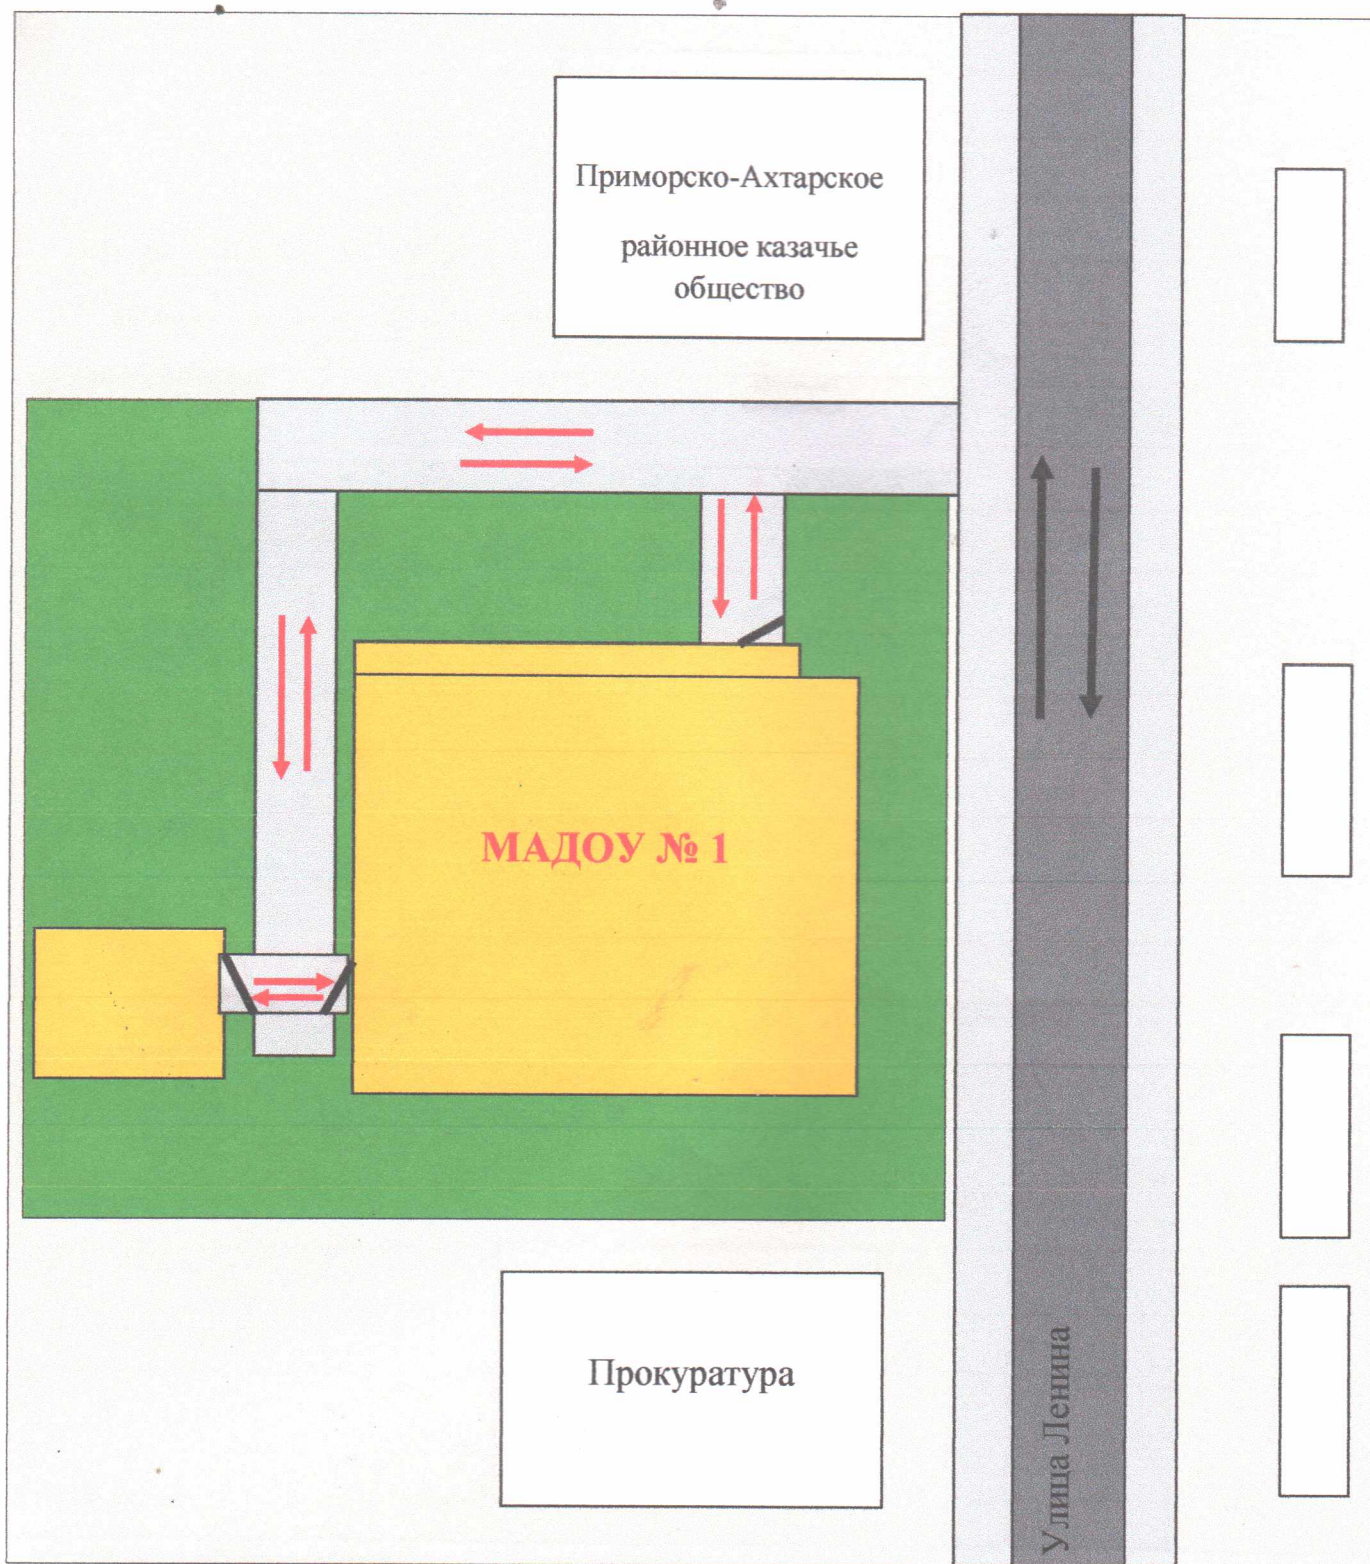 Приморско-Ахтарское
районное казачье
общество
МАДОУ № 1
Прокуратура
Улица Ленина